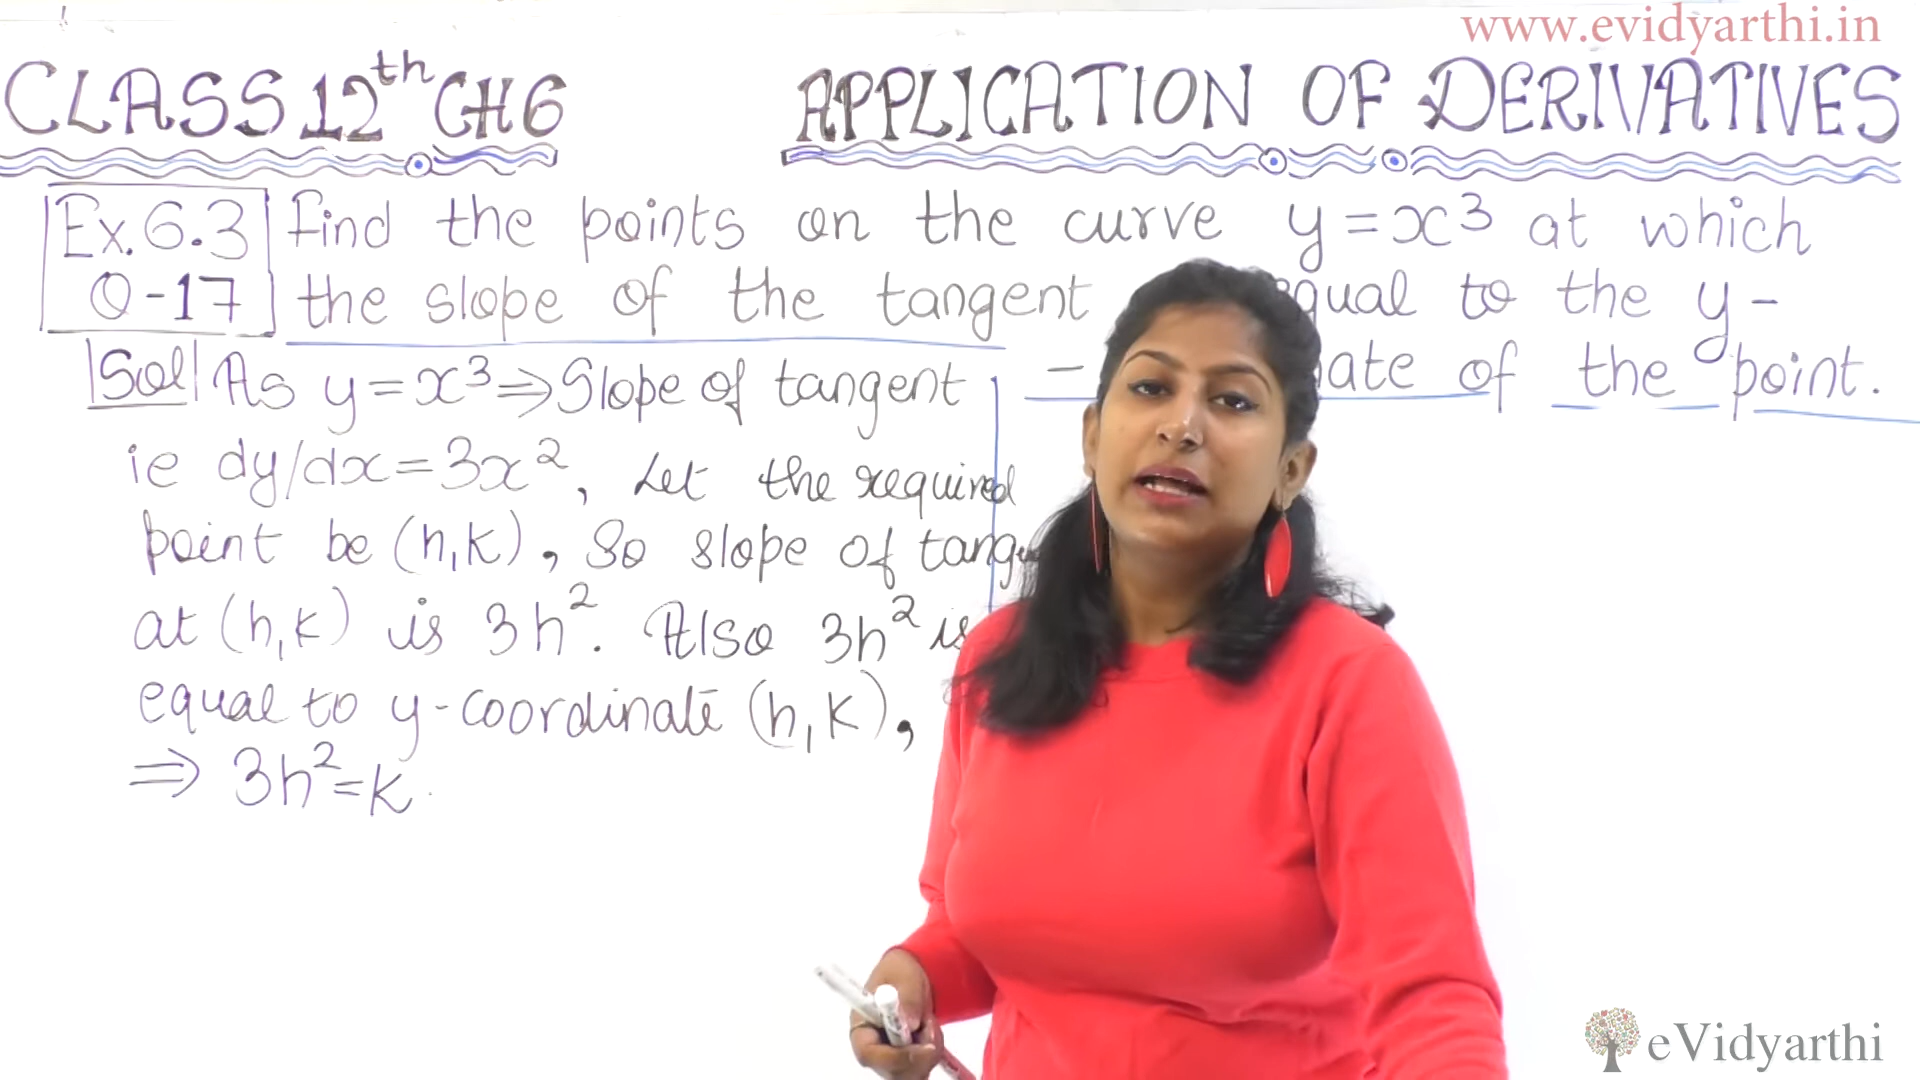 www.evidyarthi.in
CLASS 12th CH6 APPLICATION OF DERIVATIVES
Ex.6.3 Find the points on the curve y=x³ at which
Q-17 the slope of the tangent equal to the y-
- of the point.
Sol As y=x³⇒Slope of tangent
ie dy/dx=3x², Let the required
point be (h,k), So slope of
at (h,k) is 3h². Also 3h² is
equal to y-coordinate (h,k),
⇒ 3h²=k
eVidyarthi